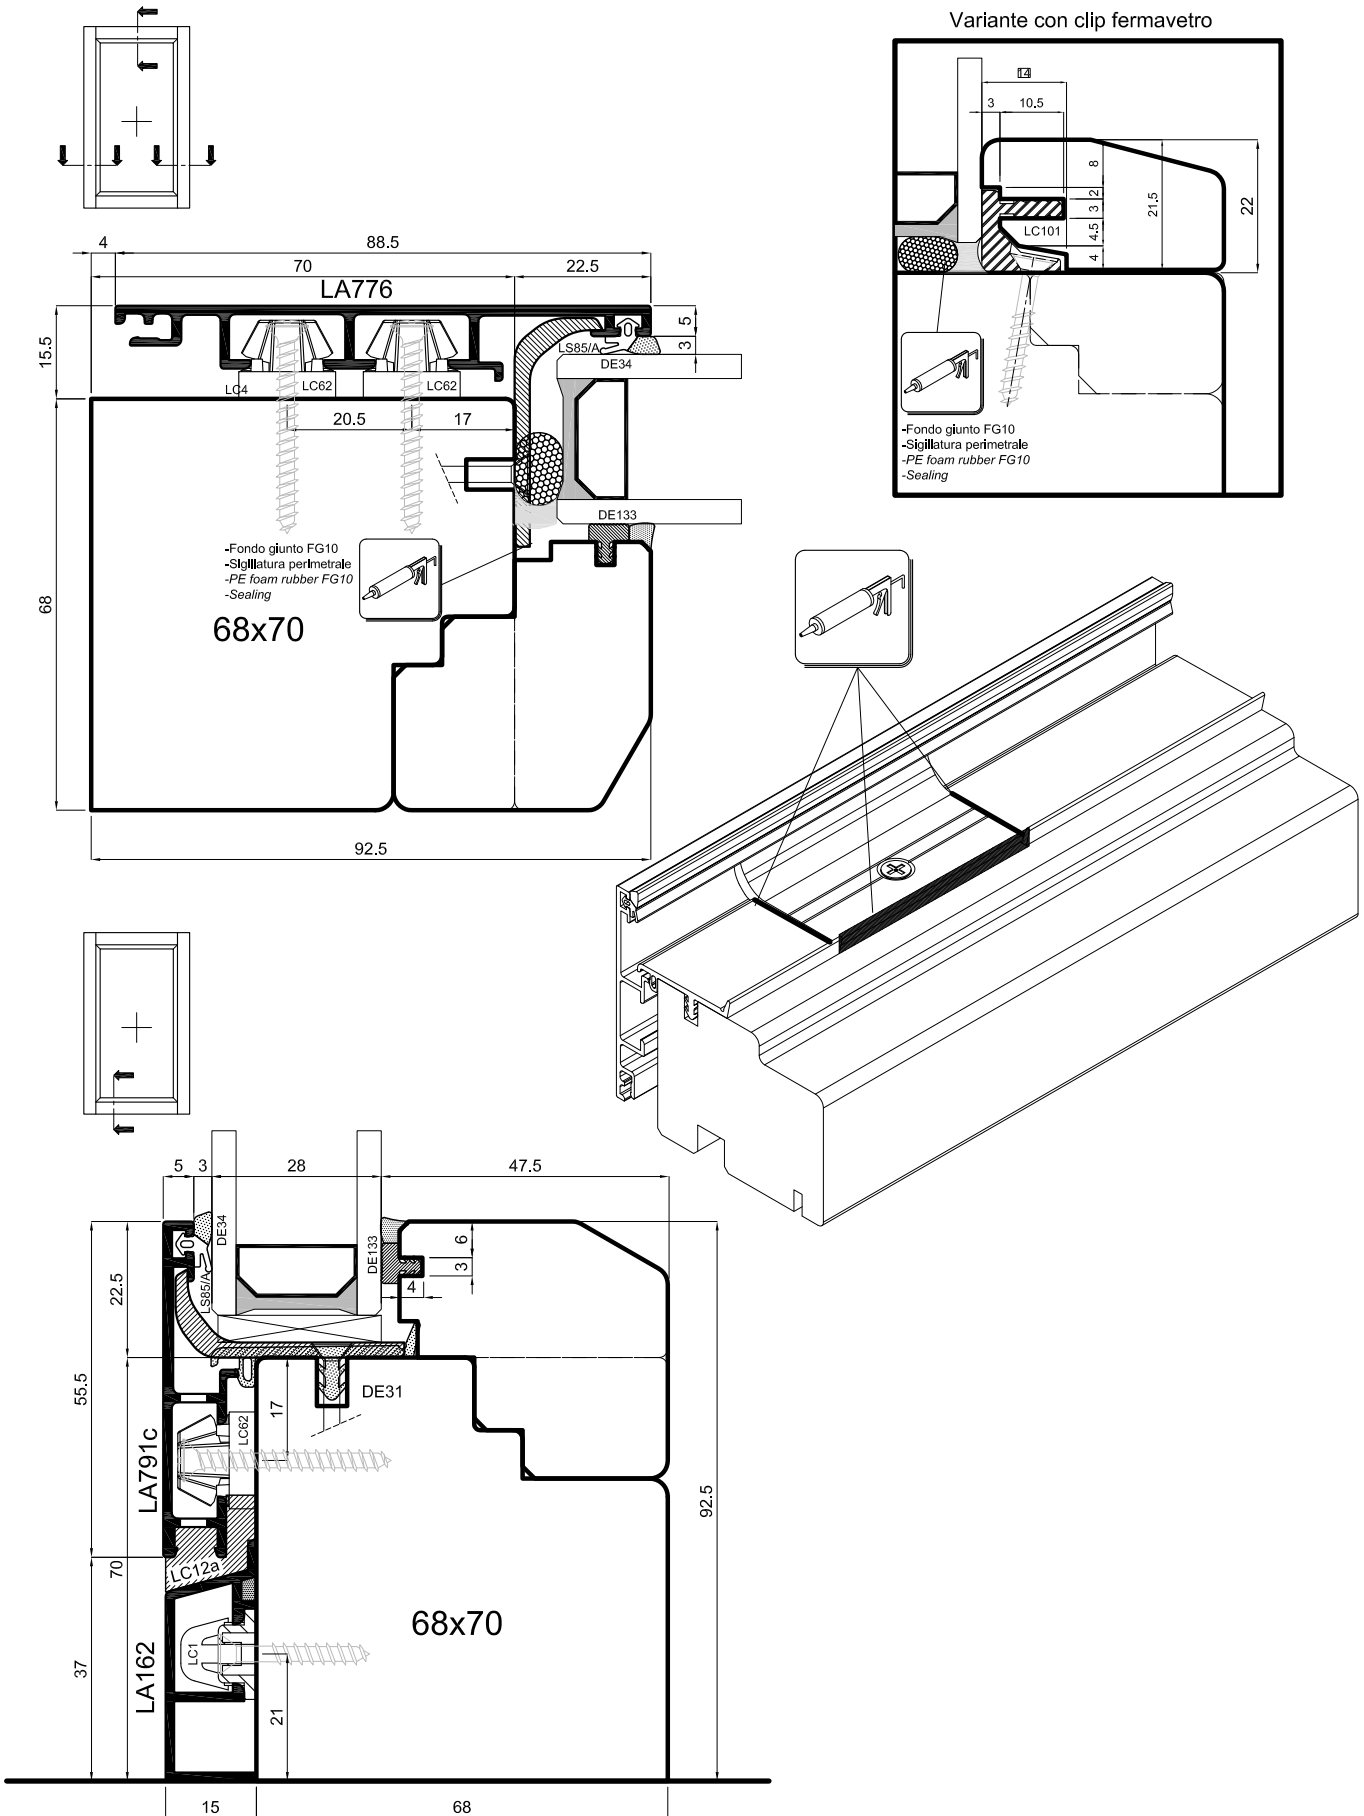 Variante con clip fermavetro
14
3
10.5
8
2
3
4.5
4
21.5
22
LC101
-Fondo giunto FG10
-Sigillatura perimetrale
-PE foam rubber FG10
-Sealing
4
88.5
70
22.5
LA776
15.5
5
3
LS85/A
DE34
LC4
LC62
LC62
20.5
17
DE133
-Fondo giunto FG10
-Sigillatura perimetrale
-PE foam rubber FG10
-Sealing
68
68x70
92.5
5
3
28
47.5
DE34
DE133
LS85/A
6
3
4
22.5
55.5
DE31
17
LC62
LA791c
92.5
70
LC12a
68x70
37
LA162
LC1
21
15
68